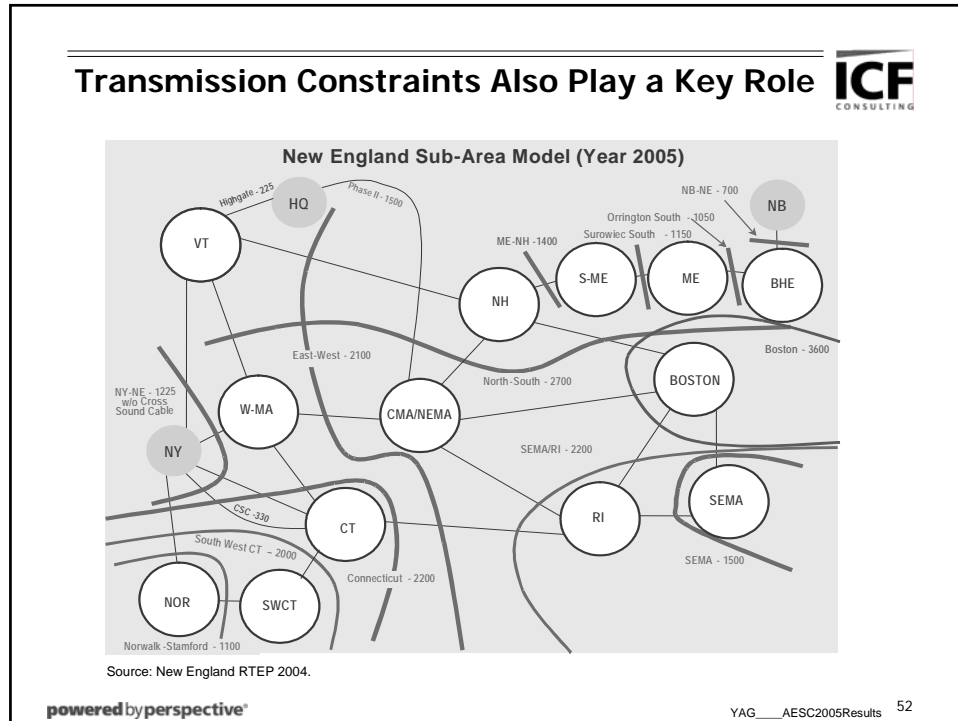 Transmission Constraints Also Play a Key Role
ICF
CONSULTING
New England Sub-Area Model (Year 2005)
Highgate - 225
HQ
Phase II - 1500
NB-NE - 700
NB
Orrington South - 1050
Surowiec South - 1150
ME-NH -1400
VT
S-ME
ME
BHE
NH
East-West - 2100
Boston - 3600
North-South - 2700
BOSTON
NY-NE - 1225
w/o Cross
Sound Cable
W-MA
CMA/NEMA
NY
SEMA/RI - 2200
CSC -330
CT
RI
SEMA
South West CT - 2000
SEMA - 1500
Connecticut - 2200
NOR
SWCT
Norwalk-Stamford - 1100
Source: New England RTEP 2004.
powered by perspective®
YAG____AESC2005Results
52